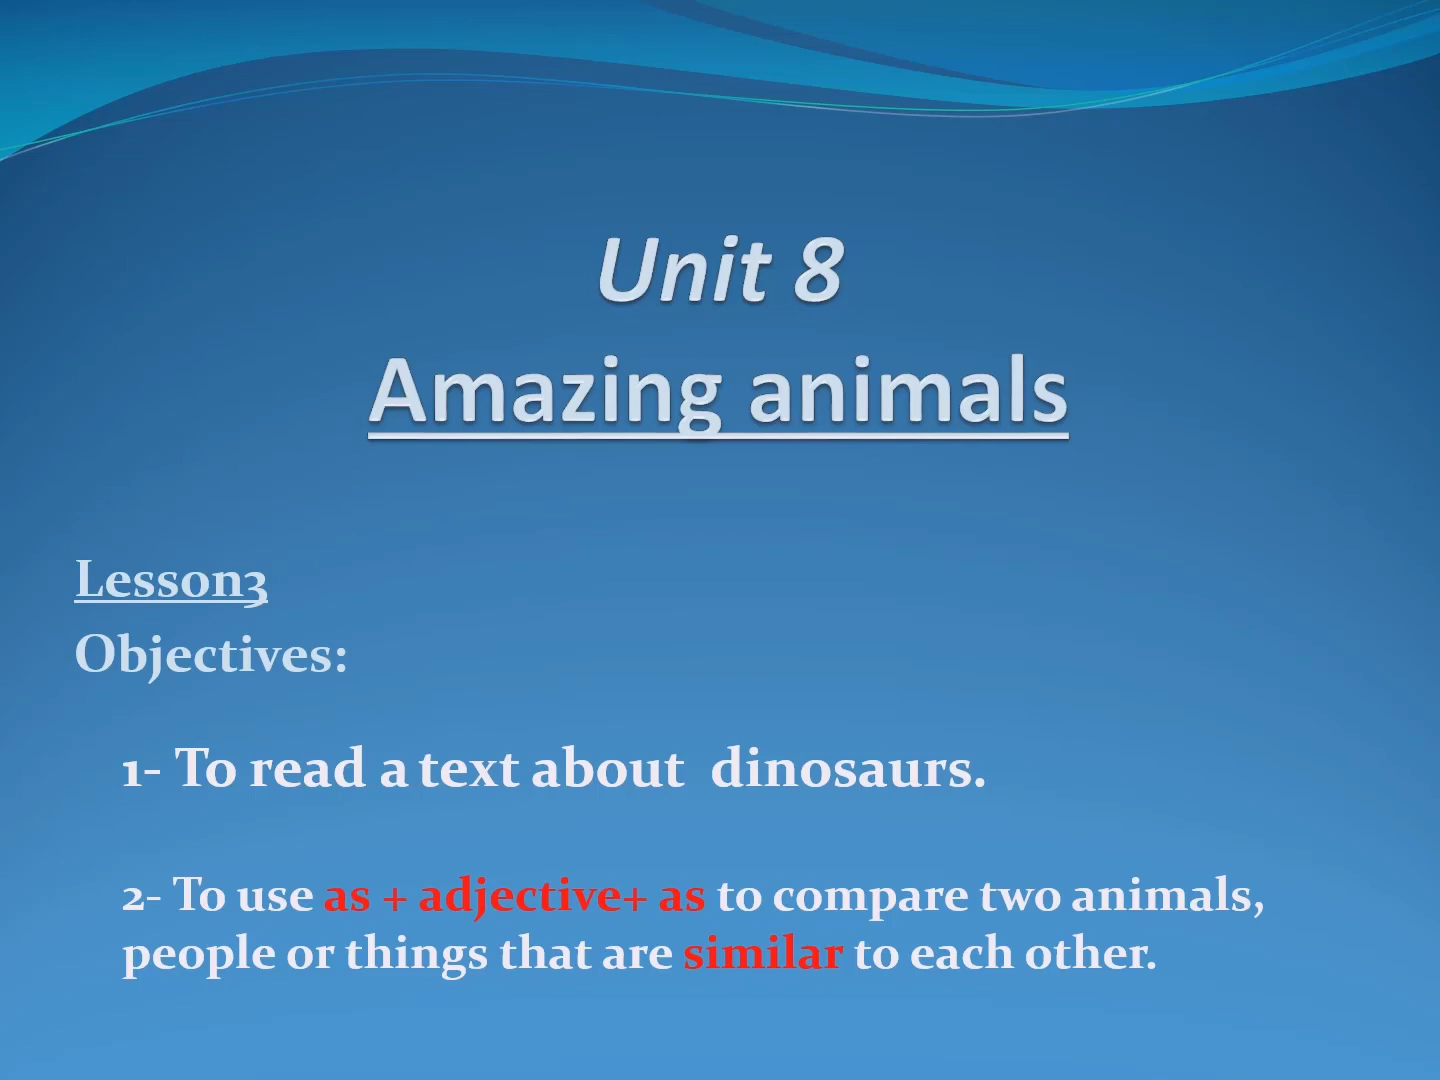 Unit 8
Amazing animals
Lesson3
Objectives:
1- To read a text about  dinosaurs.
2- To use as + adjective+ as to compare two animals,
people or things that are similar to each other.